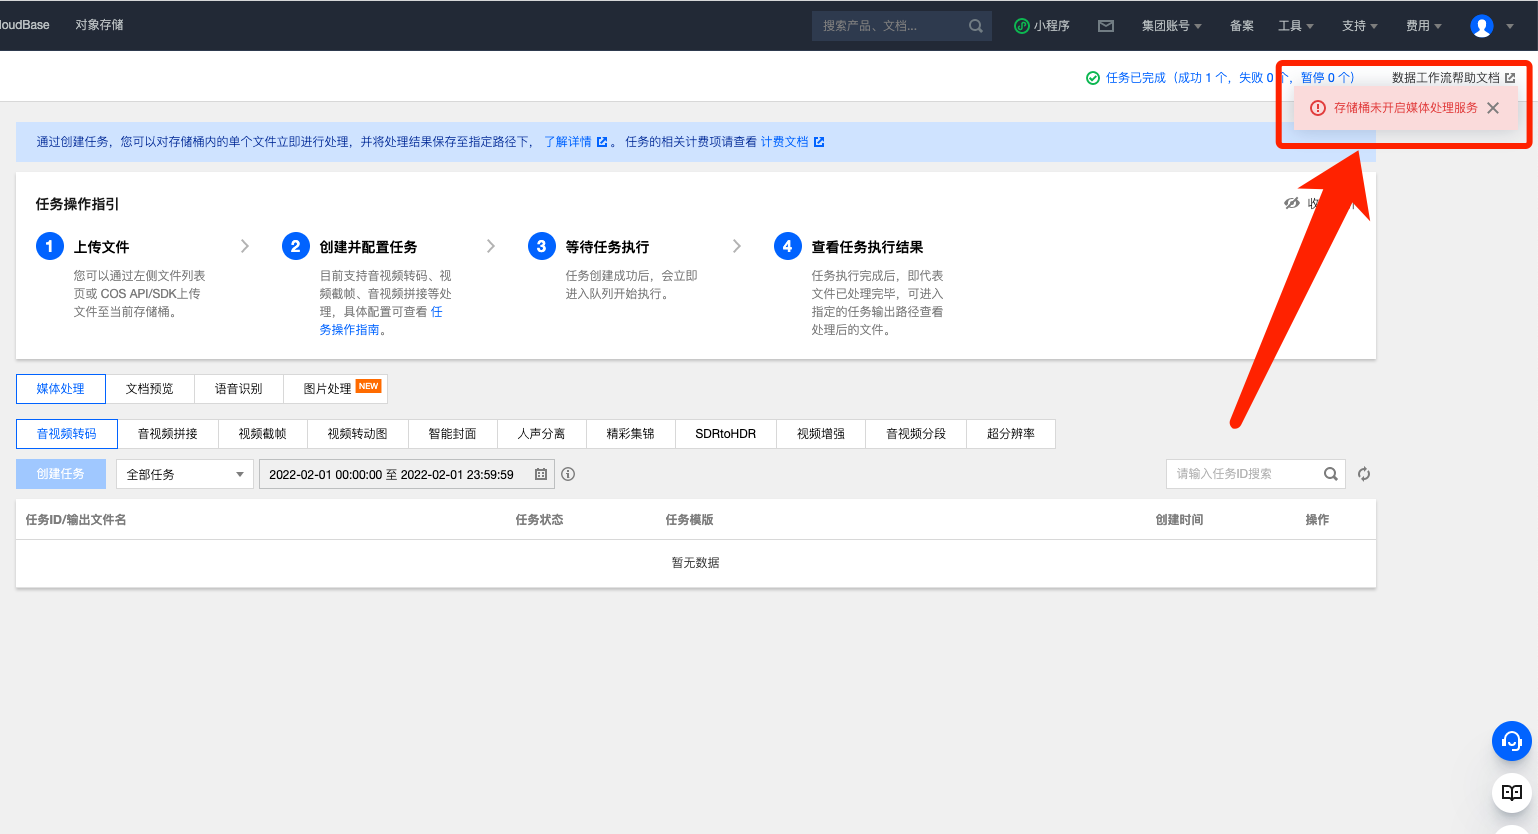 loudBase 对象存储 搜索产品、文档... 小程序 集团账号 备案 工具 支持 费用
任务已完成（成功 1 个，失败 0 个，暂停 0 个） 数据工作流帮助文档
存储桶未开启媒体处理服务
通过创建任务，您可以对存储桶内的单个文件立即进行处理，并将处理结果保存至指定路径下， 了解详情 。 任务的相关计费项请查看 计费文档
任务操作指引 收
1 上传文件
您可以通过左侧文件列表
页或 COS API/SDK上传
文件至当前存储桶。
2 创建并配置任务
目前支持音视频转码、视
频截帧、音视频拼接等处
理，具体配置可查看 任
务操作指南。
3 等待任务执行
任务创建成功后，会立即
进入队列开始执行。
4 查看任务执行结果
任务执行完成后，即代表
文件已处理完毕，可进入
指定的任务输出路径查看
处理后的文件。
媒体处理 文档预览 语音识别 图片处理 NEW
音视频转码 音视频拼接 视频截帧 视频转动图 智能封面 人声分离 精彩集锦 SDRtoHDR 视频增强 音视频分段 超分辨率
创建任务 全部任务 2022-02-01 00:00:00 至 2022-02-01 23:59:59 请输入任务ID搜索
任务ID/输出文件名 任务状态 任务模版 创建时间 操作
暂无数据